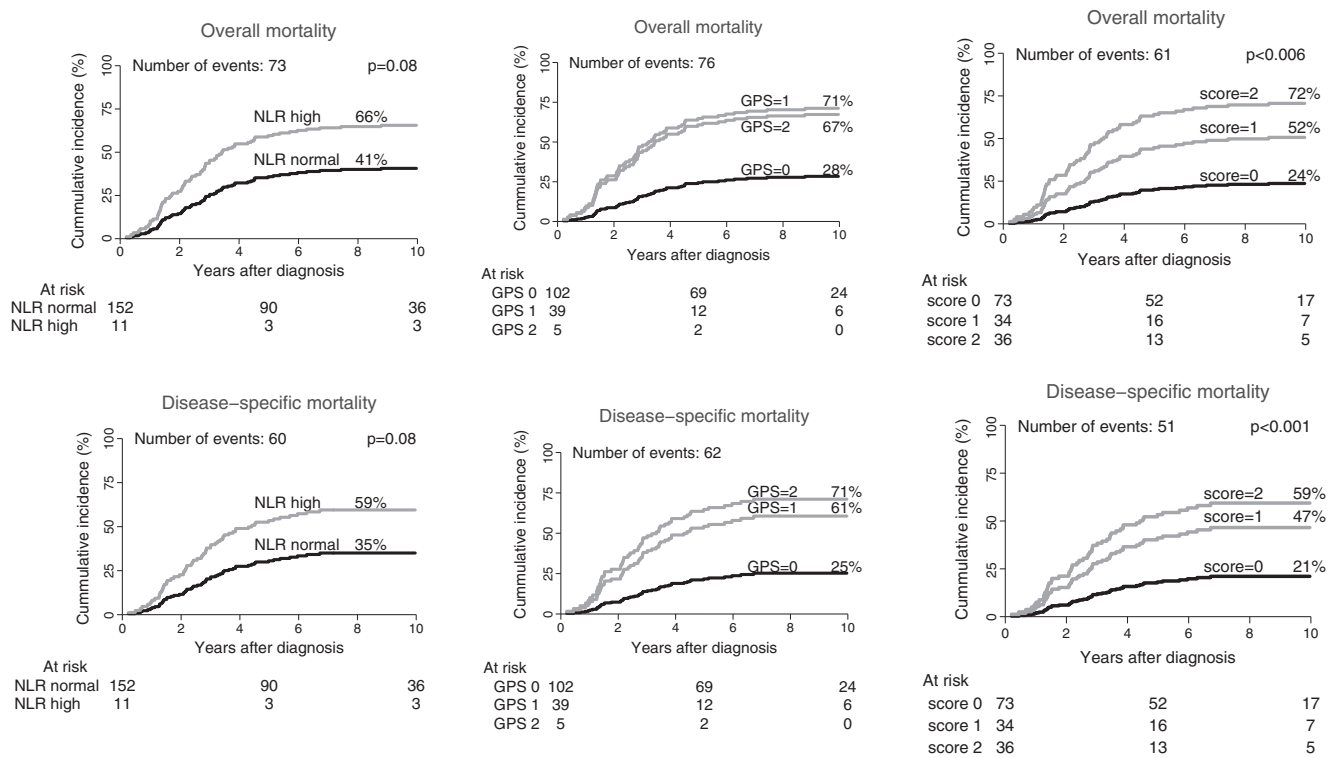 Overall mortality
Number of events: 73 p=0.08
Cummulative incidence (%)
100
75
50
25
0
NLR high 66%
NLR normal 41%
0 2 4 6 8 10
Years after diagnosis
At risk
NLR normal 152 90 36
NLR high 11 3 3
Overall mortality
Number of events: 76
Cummulative incidence (%)
100
75
50
25
0
GPS=1 71%
GPS=2 67%
GPS=0 28%
0 2 4 6 8 10
Years after diagnosis
At risk
GPS 0 102 69 24
GPS 1 39 12 6
GPS 2 5 2 0
Overall mortality
Number of events: 61 p<0.006
Cummulative incidence (%)
100
75
50
25
0
score=2 72%
score=1 52%
score=0 24%
0 2 4 6 8 10
Years after diagnosis
At risk
score 0 73 52 17
score 1 34 16 7
score 2 36 13 5
Disease–specific mortality
Number of events: 60 p=0.08
Cummulative incidence (%)
100
75
50
25
0
NLR high 59%
NLR normal 35%
0 2 4 6 8 10
Years after diagnosis
At risk
NLR normal 152 90 36
NLR high 11 3 3
Disease–specific mortality
Number of events: 62
Cummulative incidence (%)
100
75
50
25
0
GPS=2 71%
GPS=1 61%
GPS=0 25%
0 2 4 6 8 10
Years after diagnosis
At risk
GPS 0 102 69 24
GPS 1 39 12 6
GPS 2 5 2 0
Disease–specific mortality
Number of events: 51 p<0.001
Cummulative incidence (%)
100
75
50
25
0
score=2 59%
score=1 47%
score=0 21%
0 2 4 6 8 10
Years after diagnosis
At risk
score 0 73 52 17
score 1 34 16 7
score 2 36 13 5